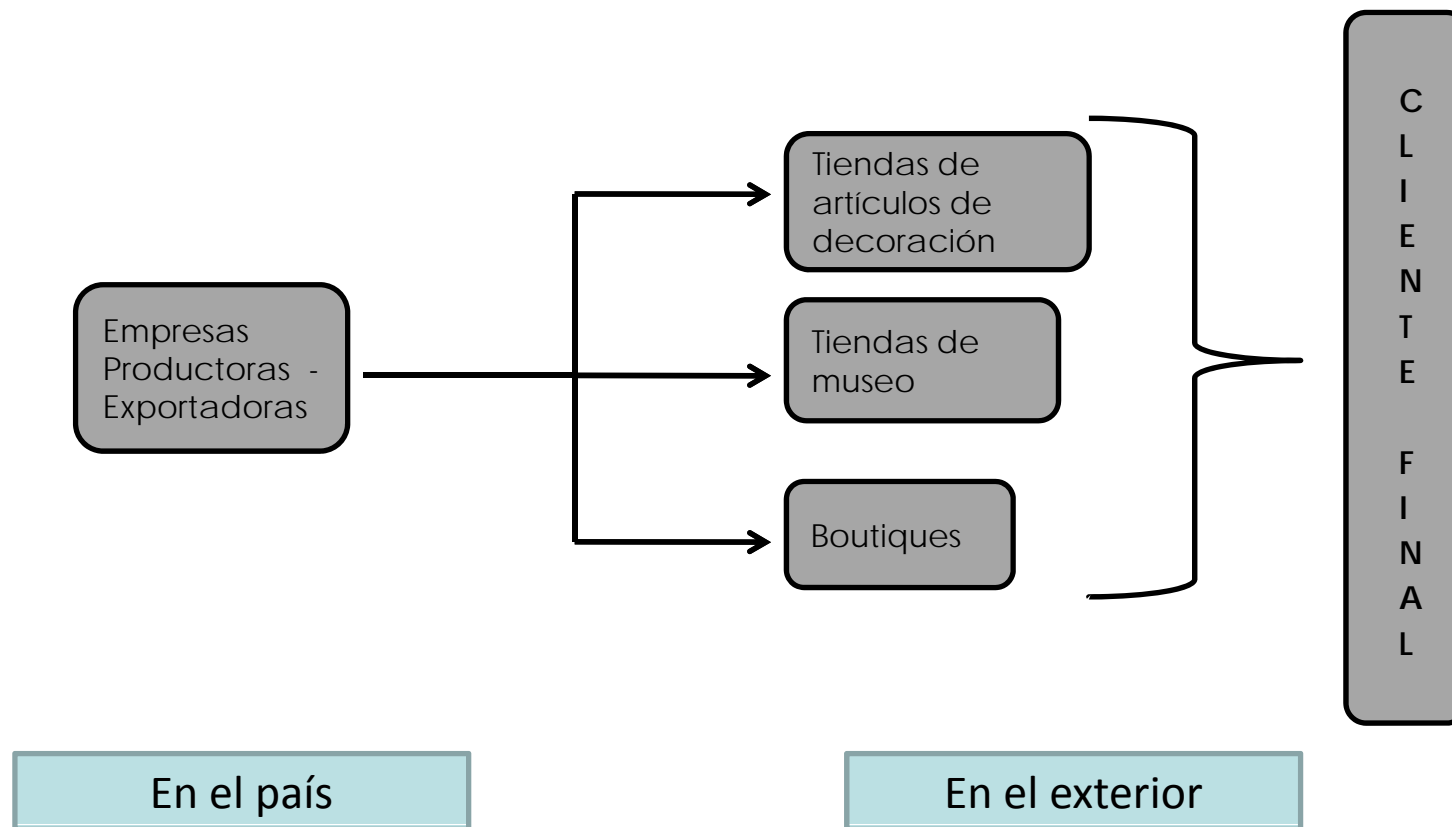 Empresas
Productoras -
Exportadoras
Tiendas de
artículos de
decoración
Tiendas de
museo
Boutiques
C
L
I
E
N
T
E
F
I
N
A
L
En el país
En el exterior